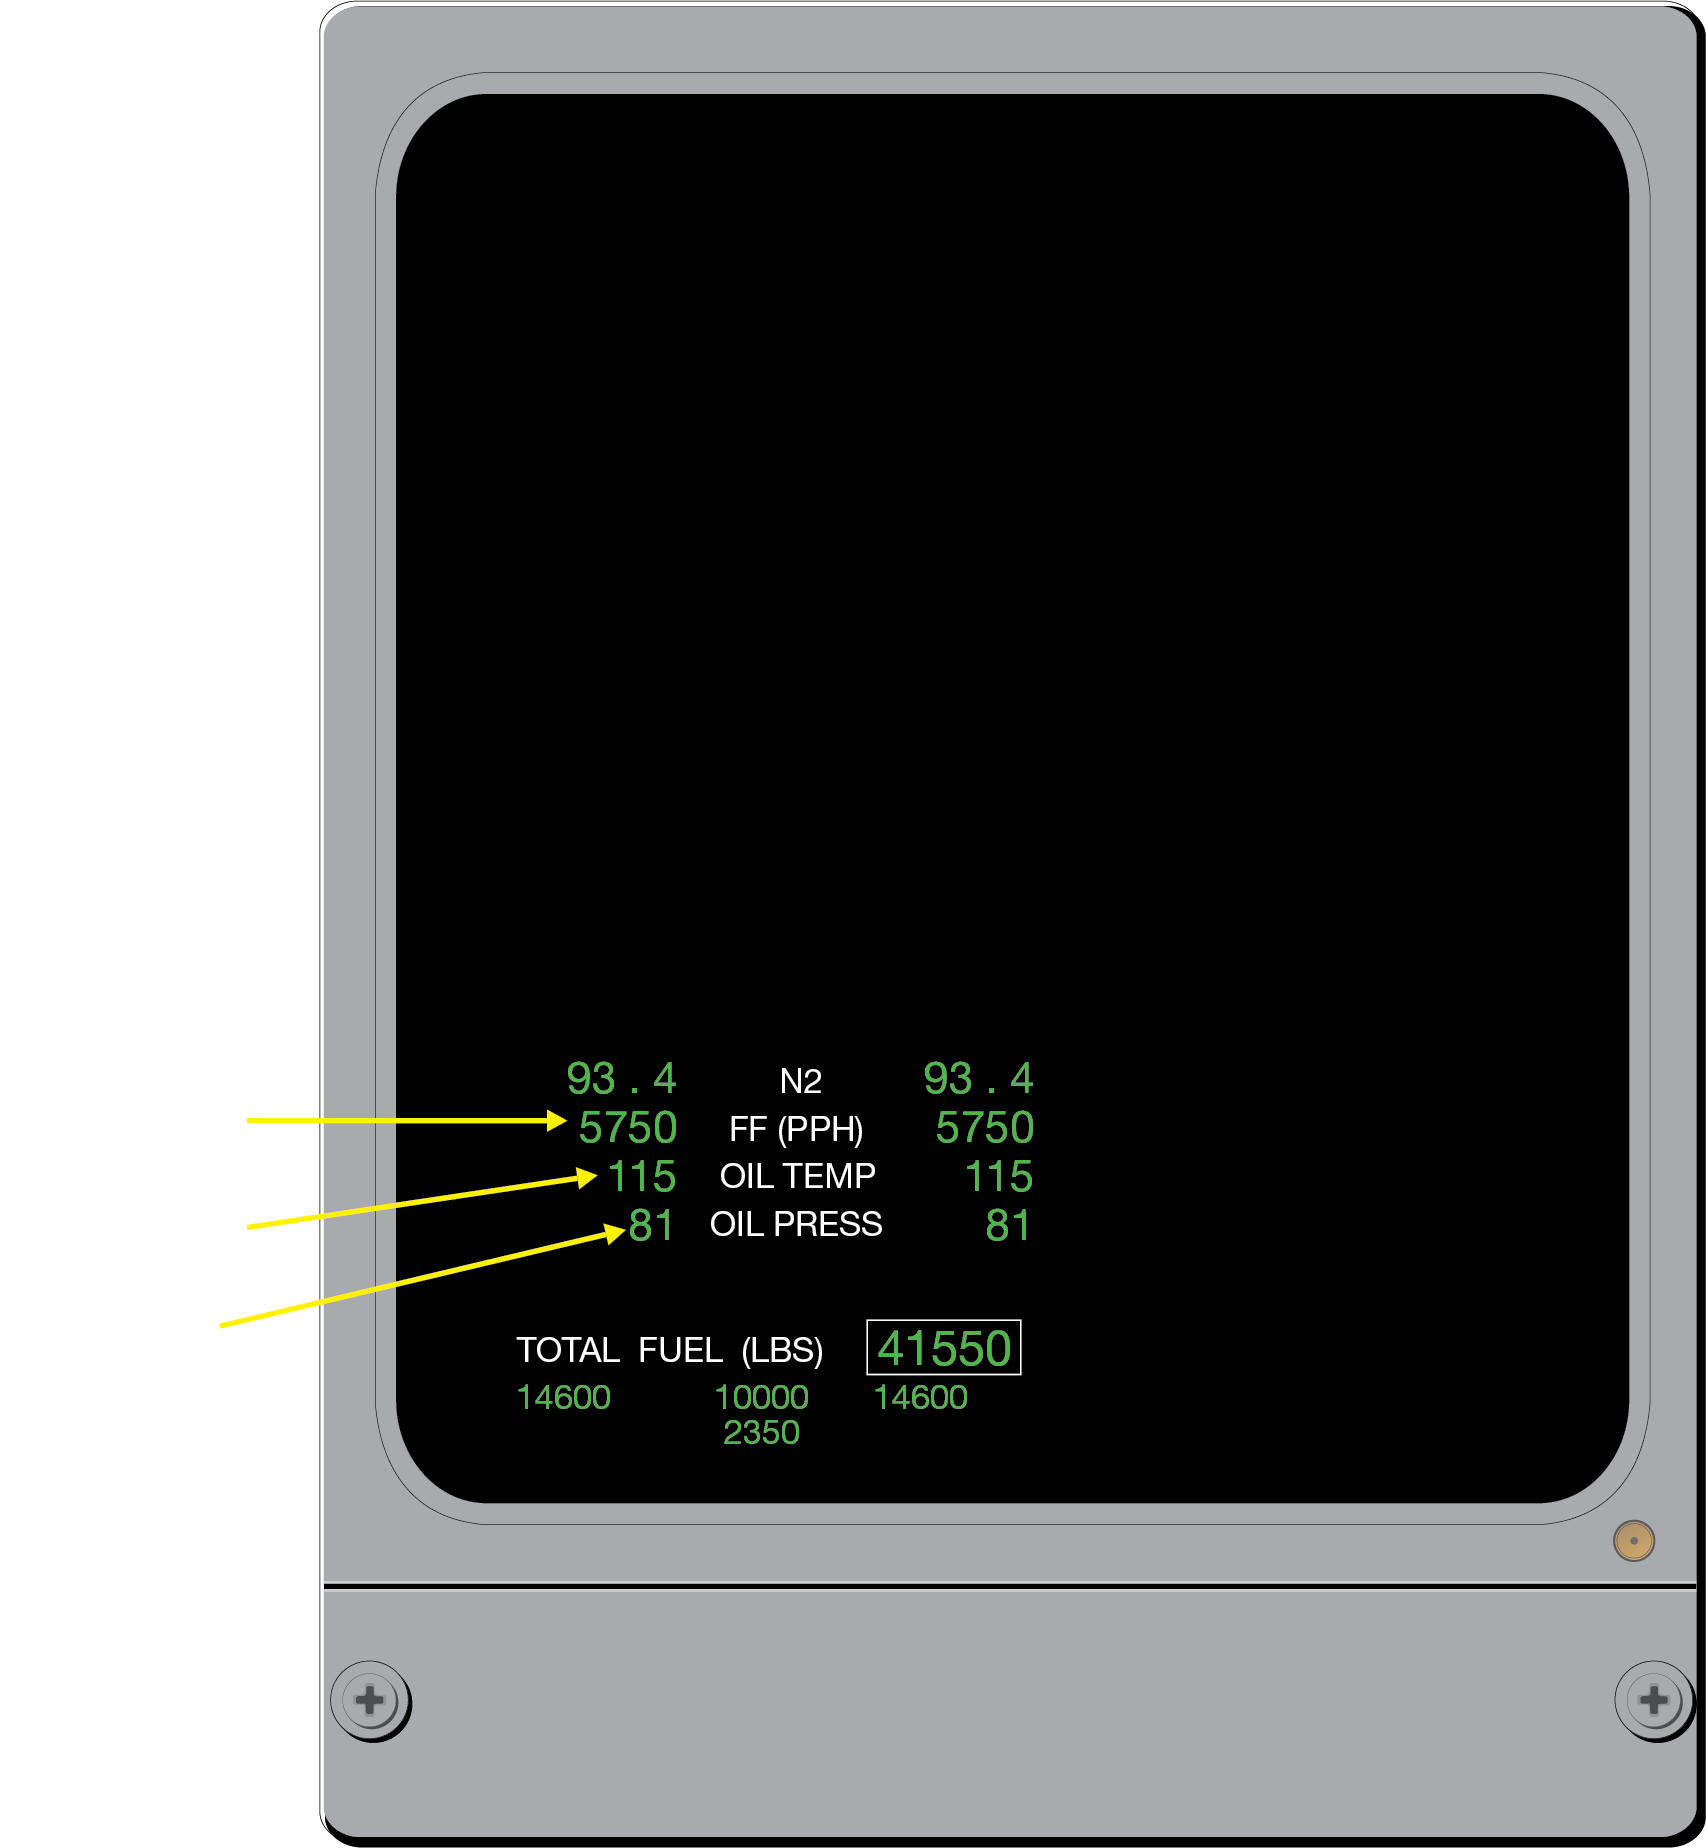 93 . 4 N2 93 . 4
5750 FF (PPH) 5750
115 OIL TEMP 115
81 OIL PRESS 81
TOTAL FUEL (LBS) 41550
14600 10000 14600
2350